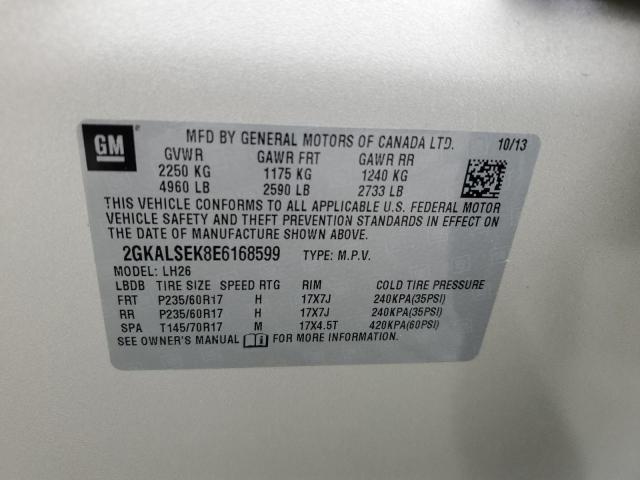 GM
MFD BY GENERAL MOTORS OF CANADA LTD. 10/13
GVWR GAWR FRT GAWR RR
2250 KG 1175 KG 1240 KG
4960 LB 2590 LB 2733 LB
THIS VEHICLE CONFORMS TO ALL APPLICABLE U.S. FEDERAL MOTOR
VEHICLE SAFETY AND THEFT PREVENTION STANDARDS IN EFFECT ON
THE DATE OF MANUFACTURE SHOWN ABOVE.
2GKALSEK8E6168599 TYPE: M.P.V.
MODEL: LH26
LBDB TIRE SIZE SPEED RTG RIM COLD TIRE PRESSURE
FRT P235/60R17 H 17X7J 240KPA(35PSI)
RR P235/60R17 H 17X7J 240KPA(35PSI)
SPA T145/70R17 M 17X4.5T 420KPA(60PSI)
SEE OWNER'S MANUAL i FOR MORE INFORMATION.